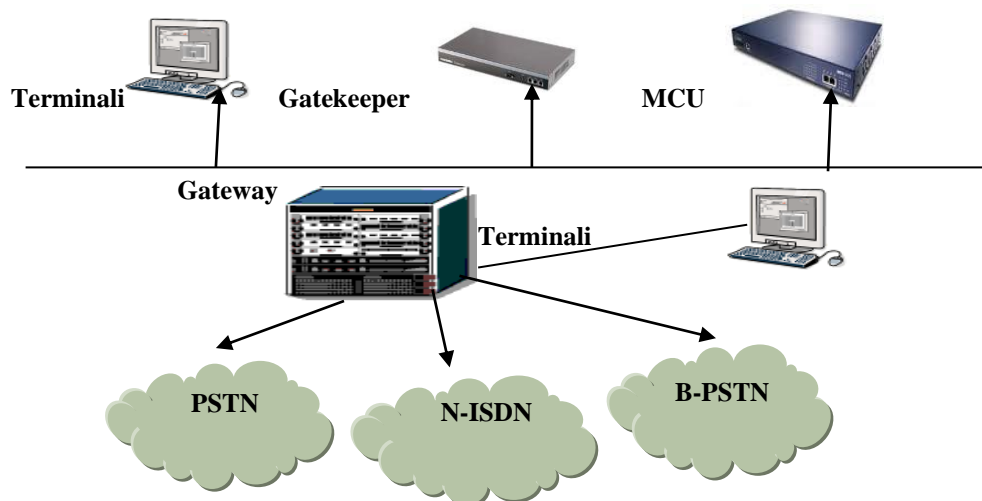 Terminali
Gatekeeper
MCU
Gateway
Terminali
PSTN
N-ISDN
B-PSTN